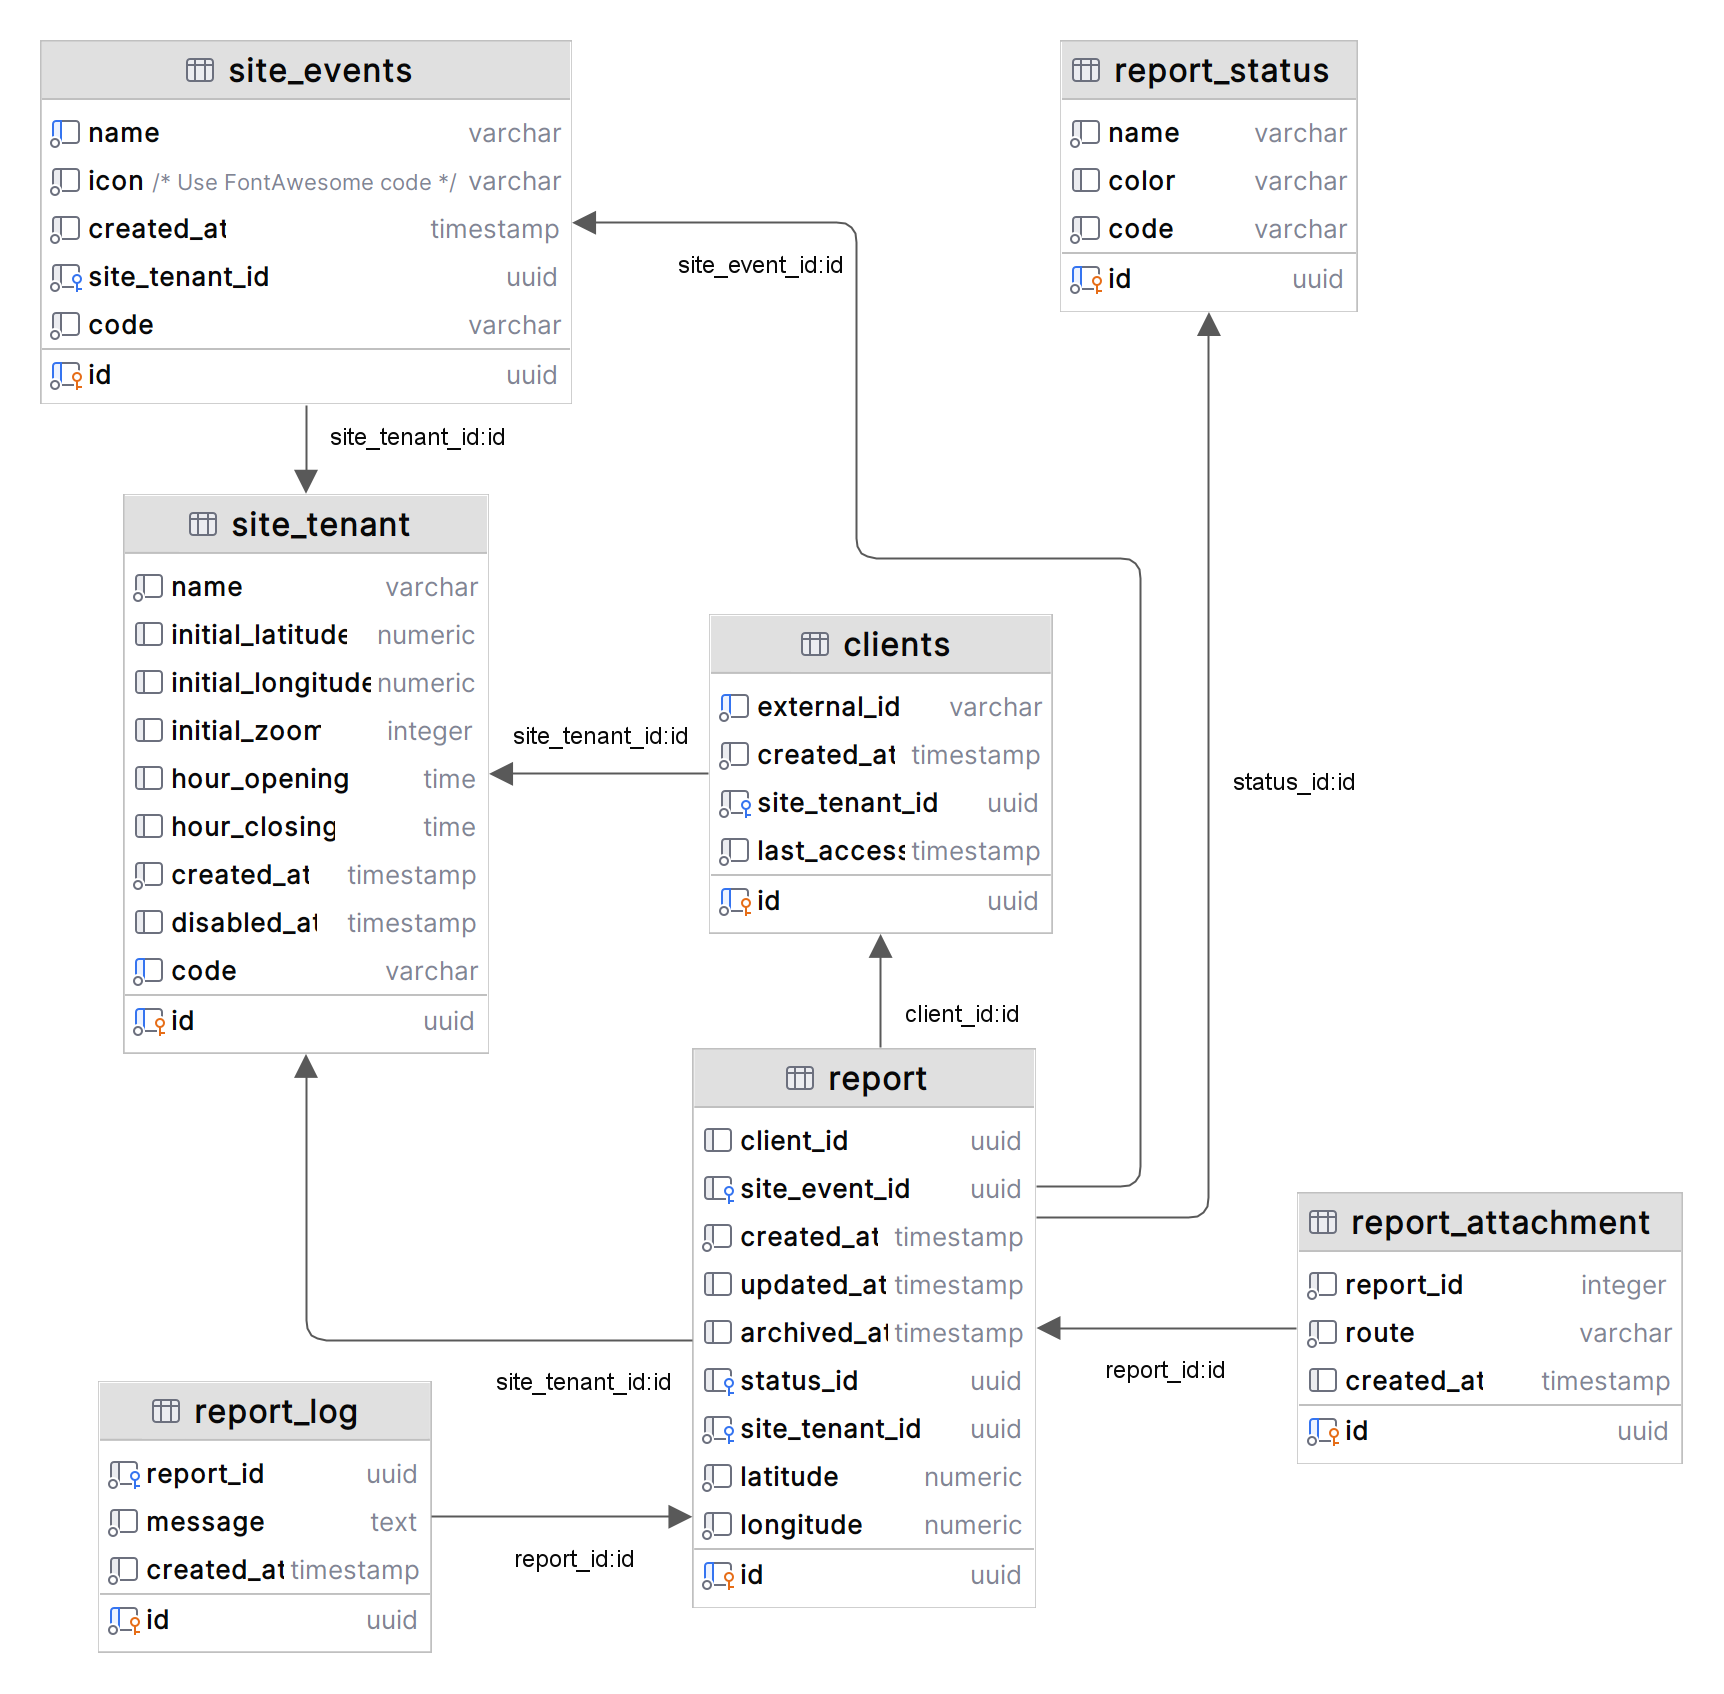 site_events
name varchar
icon /* Use FontAwesome code */ varchar
created_at timestamp
site_tenant_id uuid
code varchar
id uuid
report_status
name varchar
color varchar
code varchar
id uuid
site_event_id:id
site_tenant_id:id
site_tenant
name varchar
initial_latitude numeric
initial_longitude numeric
initial_zoom integer
hour_opening time
hour_closing time
created_at timestamp
disabled_at timestamp
code varchar
id uuid
clients
external_id varchar
created_at timestamp
site_tenant_id uuid
last_access timestamp
id uuid
site_tenant_id:id
status_id:id
client_id:id
report
client_id uuid
site_event_id uuid
created_at timestamp
updated_at timestamp
archived_at timestamp
status_id uuid
site_tenant_id uuid
latitude numeric
longitude numeric
id uuid
report_attachment
report_id integer
route varchar
created_at timestamp
id uuid
report_id:id
site_tenant_id:id
report_log
report_id uuid
message text
created_at timestamp
id uuid
report_id:id